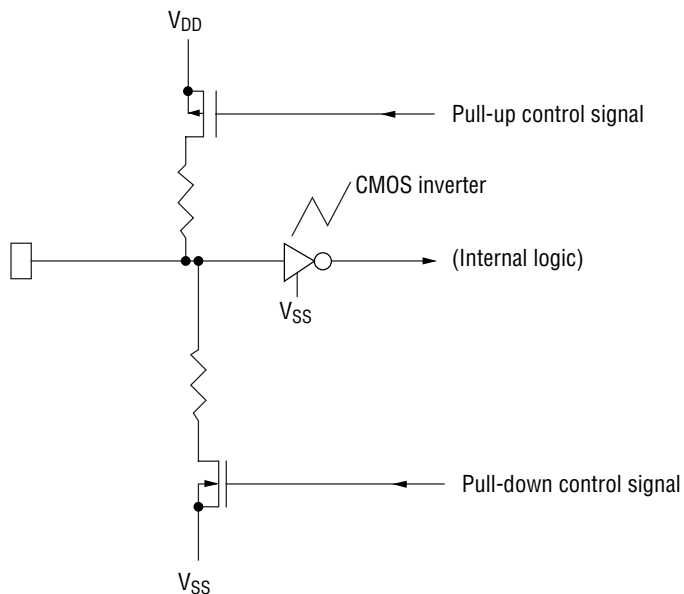 VDD
Pull-up control signal
CMOS inverter
(Internal logic)
VSS
Pull-down control signal
VSS